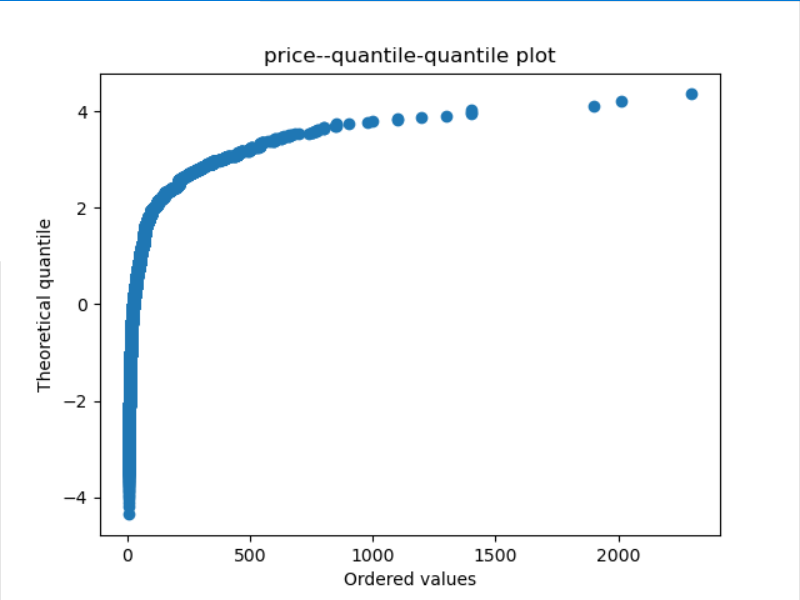 price--quantile-quantile plot
4
2
0
−2
−4
Theoretical quantile
0 500 1000 1500 2000
Ordered values